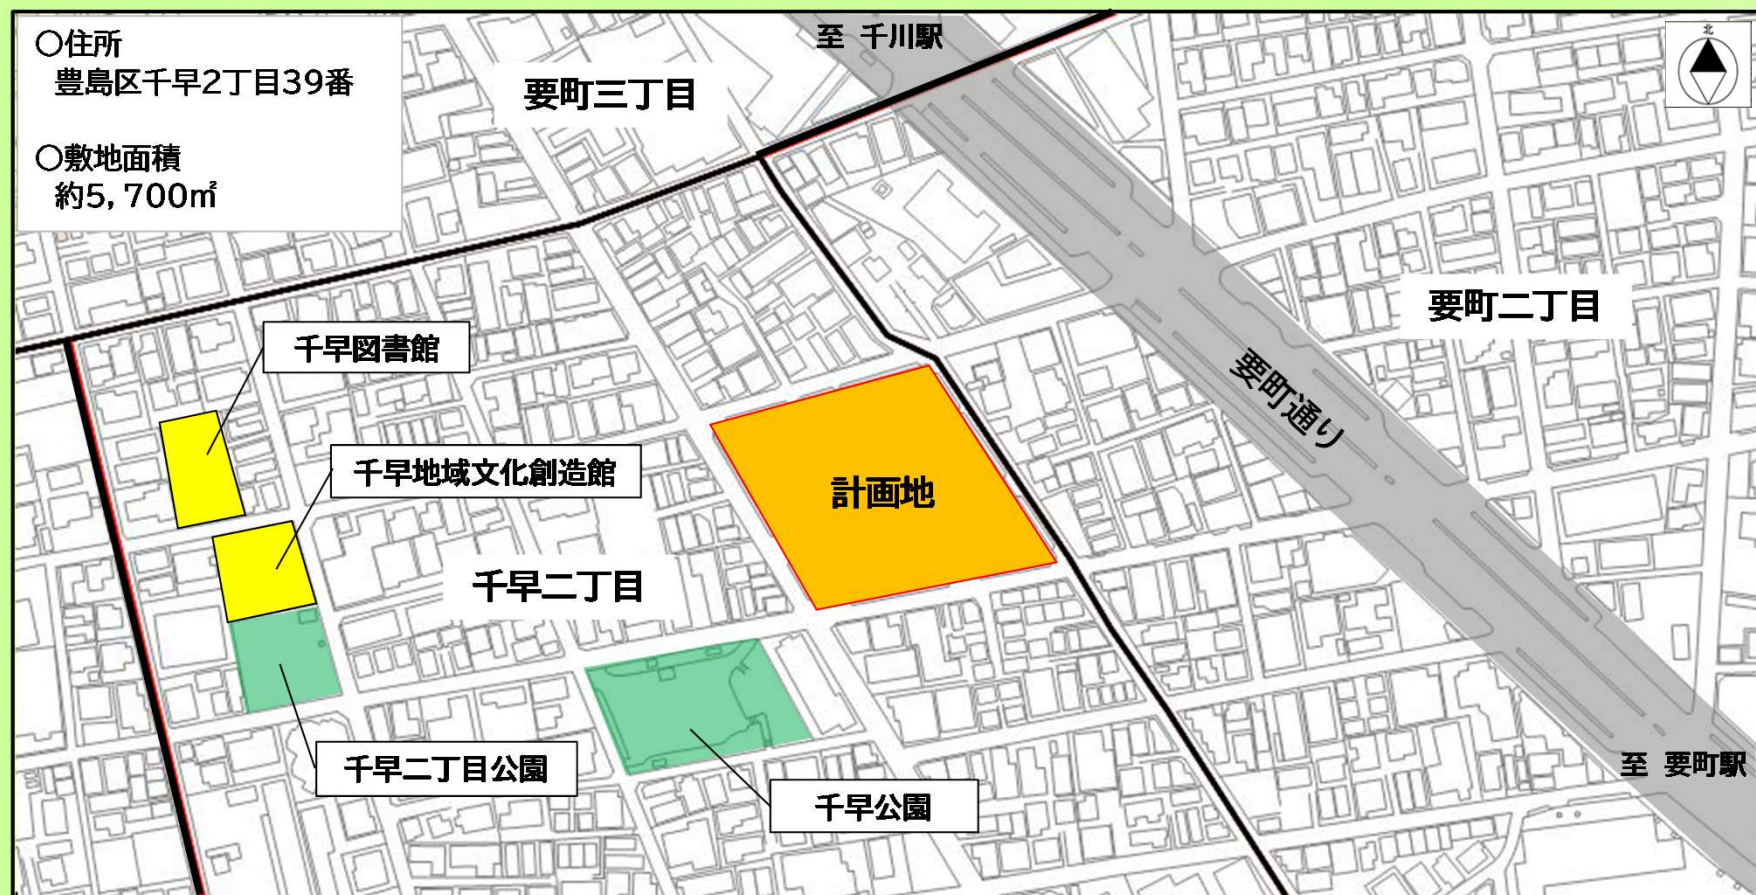 ○住所
豊島区千早2丁目39番
○敷地面積
約5,700㎡
至 千川駅
北
要町三丁目
要町二丁目
千早図書館
要町通り
千早地域文化創造館
計画地
千早二丁目
至 要町駅
千早二丁目公園
千早公園